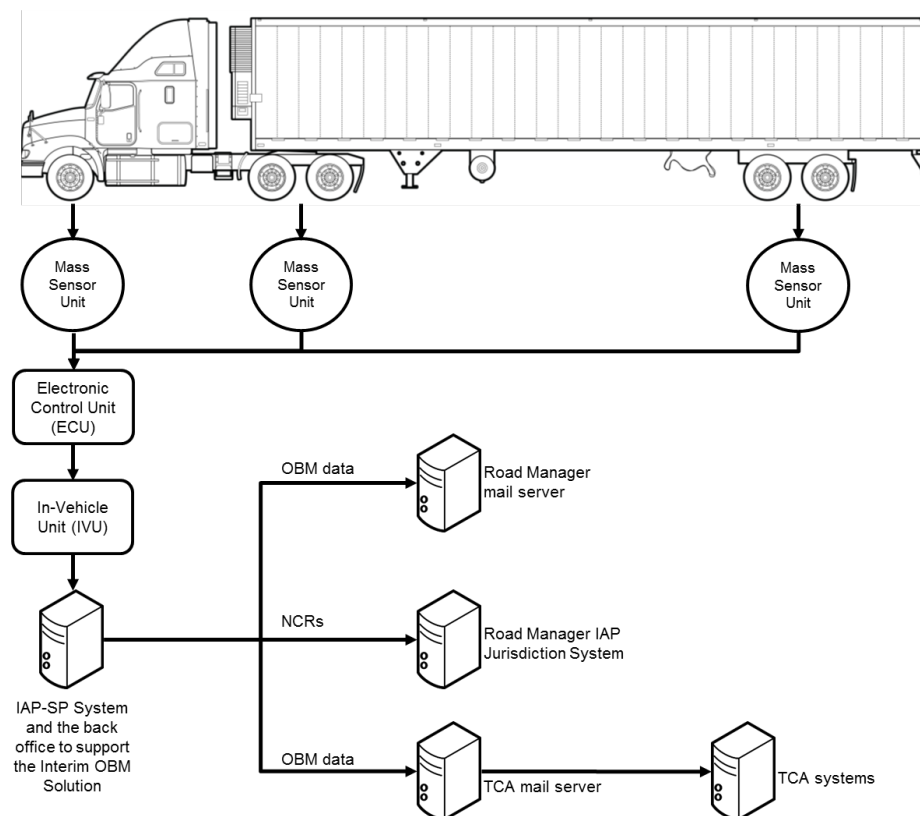 Mass
Sensor
Unit
Mass
Sensor
Unit
Mass
Sensor
Unit
Electronic
Control Unit
(ECU)
In-Vehicle
Unit (IVU)
IAP-SP System
and the back
office to support
the Interim OBM
Solution
OBM data
Road Manager
mail server
NCRs
Road Manager IAP
Jurisdiction System
OBM data
TCA mail server
TCA systems